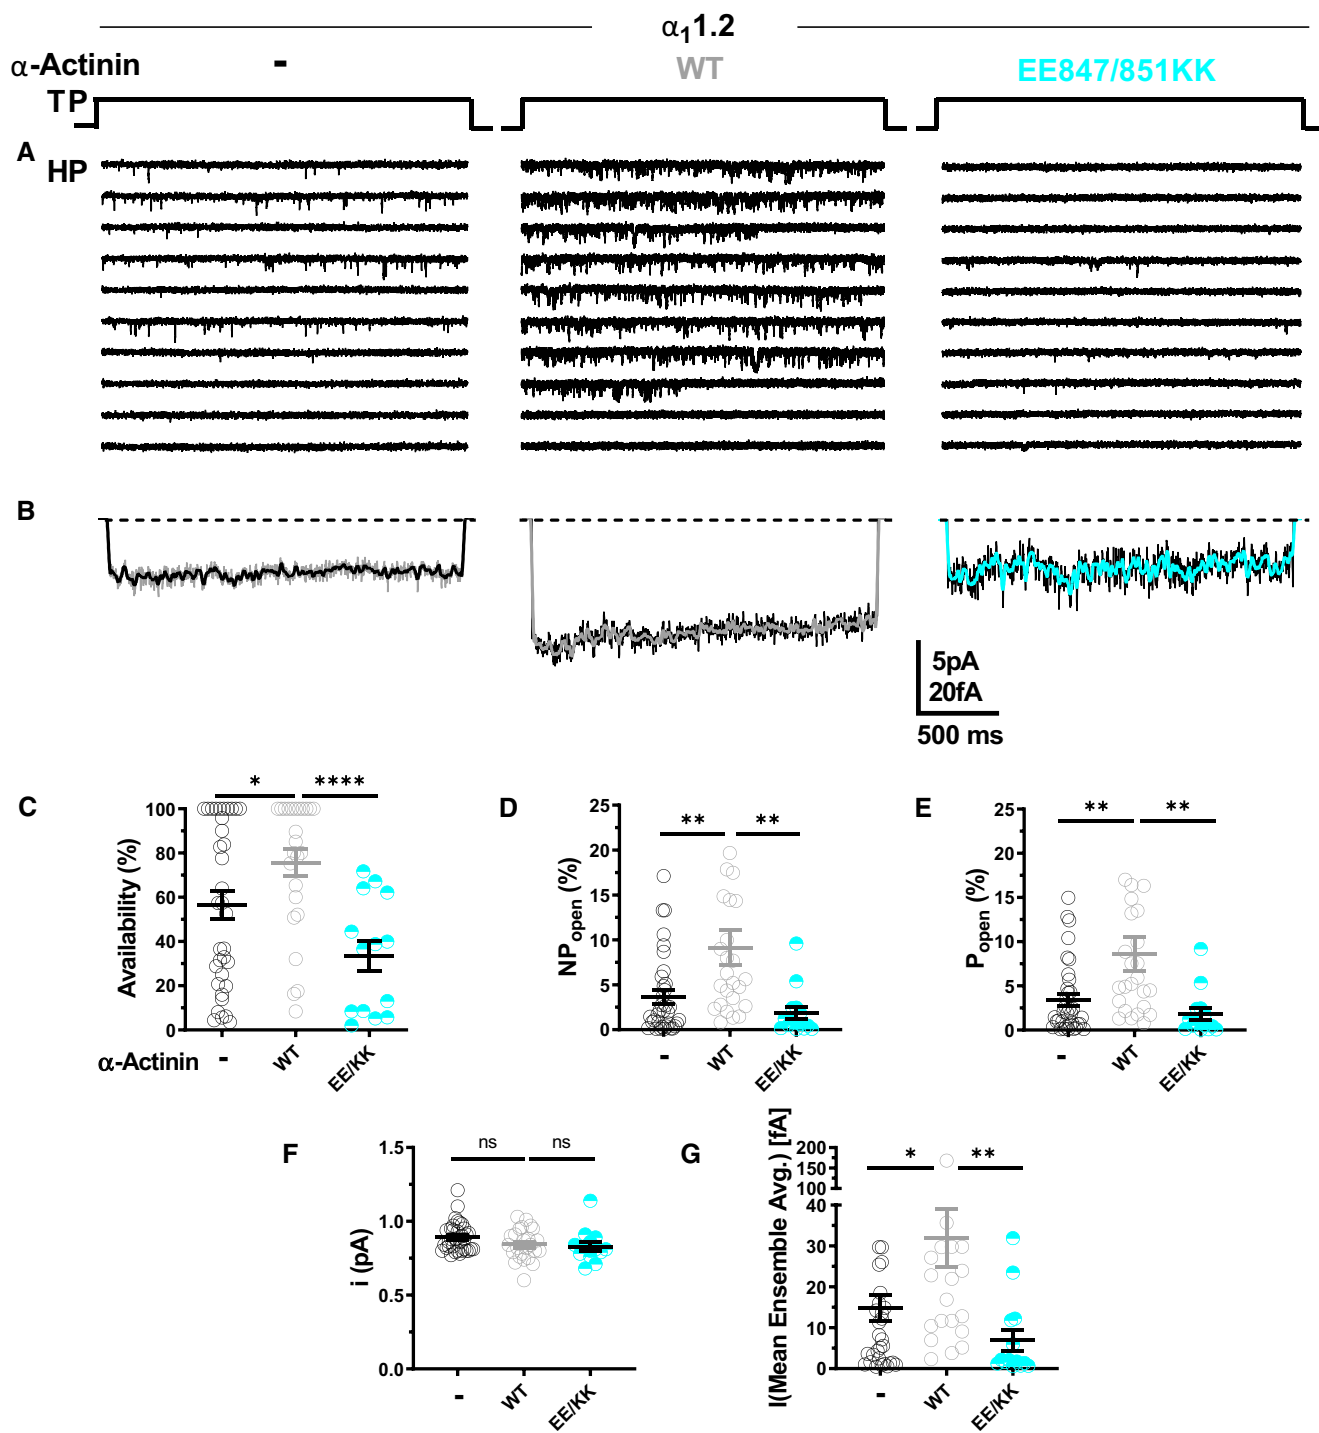 α₁1.2
α-Actinin - WT EE847/851KK
TP
A
HP
B
5pA
20fA
500 ms
C
Availability (%)
100
80
60
40
20
0
* ****
α-Actinin - WT EE/KK
D
NPopen (%)
25
20
15
10
5
0
** **
- WT EE/KK
E
Popen (%)
25
20
15
10
5
0
** **
- WT EE/KK
F
i (pA)
1.5
1.0
0.5
0.0
ns ns
- WT EE/KK
G
I(Mean Ensemble Avg.) [fA]
200
150
100
40
30
20
10
0
* **
- WT EE/KK